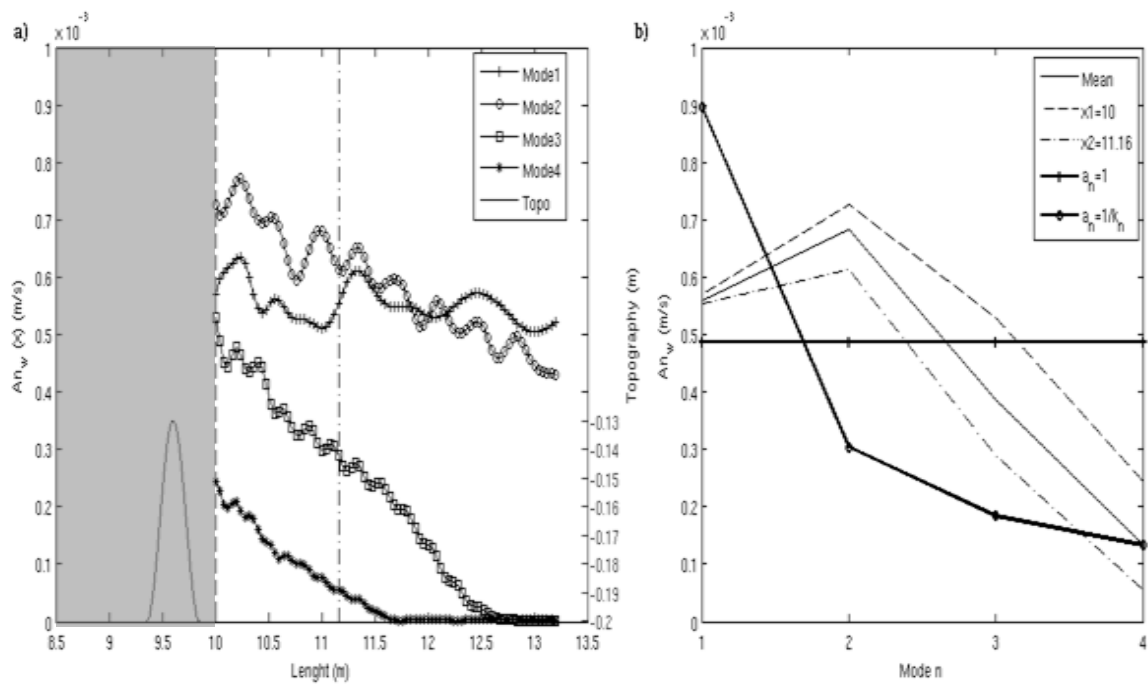 a)
×10⁻³
1
0.9
0.8
0.7
0.6
0.5
0.4
0.3
0.2
0.1
0
An_w (x) (m/s)
8.5 9 9.5 10 10.5 11 11.5 12 12.5 13 13.5
Lenght (m)
Mode1
Mode2
Mode3
Mode4
Topo
-0.13
-0.14
-0.15
-0.16
-0.17
-0.18
-0.19
-0.2
Topography (m)
b)
×10⁻³
1
0.9
0.8
0.7
0.6
0.5
0.4
0.3
0.2
0.1
0
An_w (m/s)
1 2 3 4
Mode n
Mean
x1=10
x2=11.16
a_n=1
a_n=1/k_n